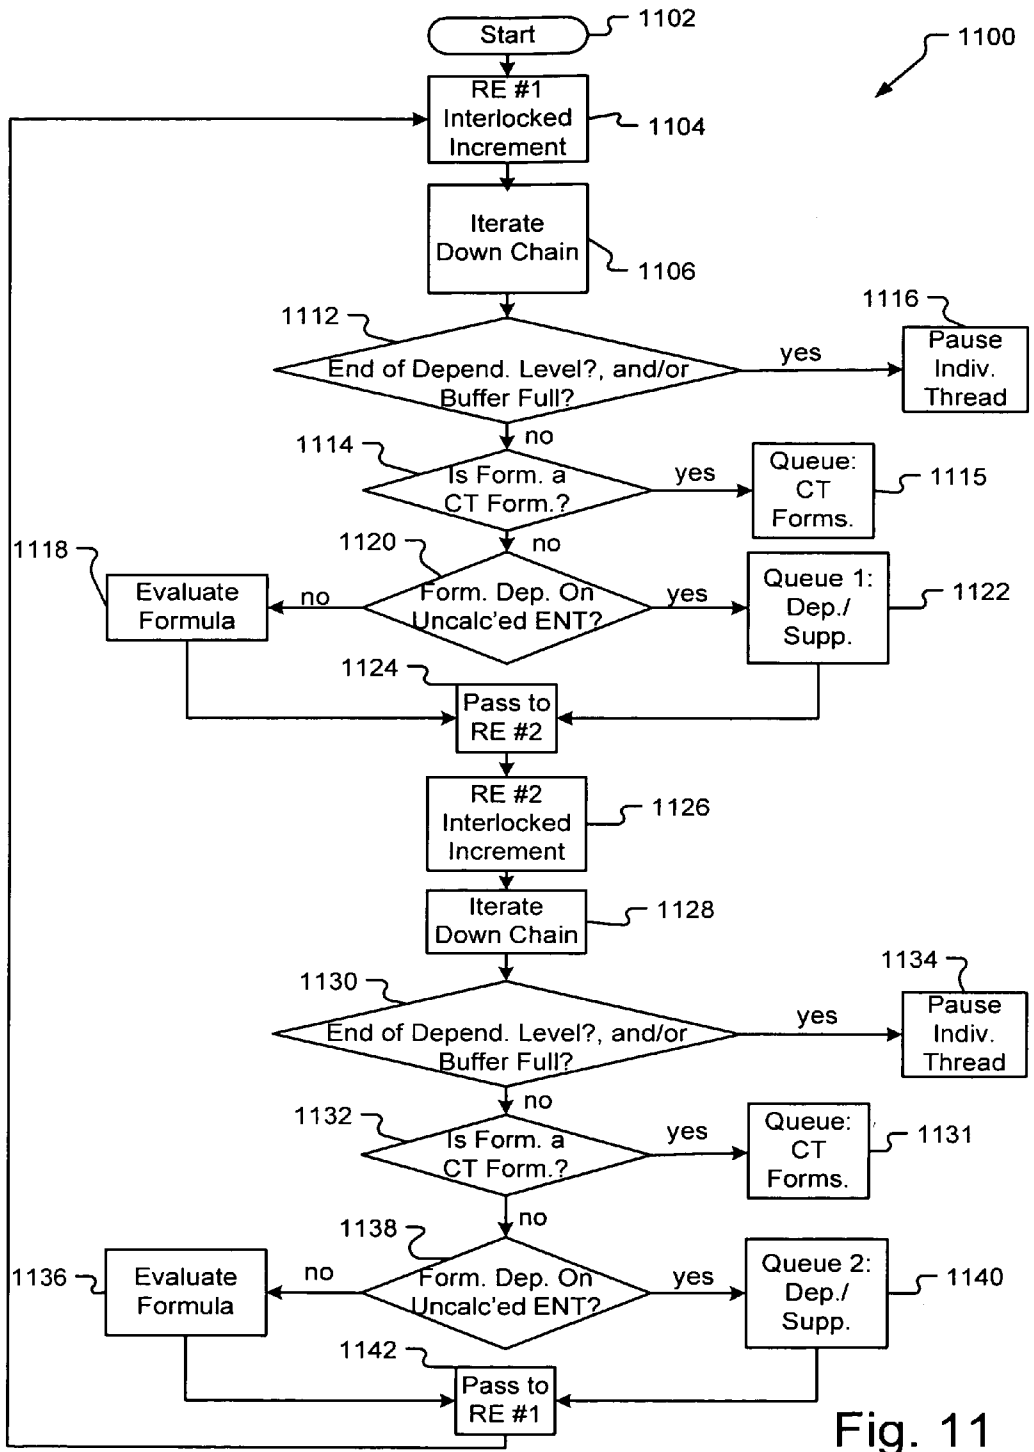 1102
Start
1100
RE #1
Interlocked
Increment
1104
Iterate
Down Chain
1106
1112
1116
End of Depend. Level?, and/or
Buffer Full?
yes
Pause
Indiv.
Thread
no
1114
Is Form. a
CT Form.?
yes
Queue:
CT
Forms.
1115
no
1118
1120
Evaluate
Formula
no
Form. Dep. On
Uncalc'ed ENT?
yes
Queue 1:
Dep./
Supp.
1122
1124
Pass to
RE #2
RE #2
Interlocked
Increment
1126
Iterate
Down Chain
1128
1130
1134
End of Depend. Level?, and/or
Buffer Full?
yes
Pause
Indiv.
Thread
no
1132
Is Form. a
CT Form.?
yes
Queue:
CT
Forms.
1131
no
1138
1136
Evaluate
Formula
no
Form. Dep. On
Uncalc'ed ENT?
yes
Queue 2:
Dep./
Supp.
1140
1142
Pass to
RE #1
Fig. 11